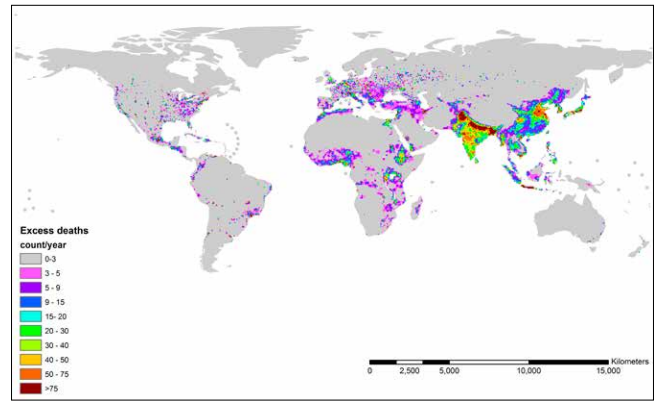 Excess deaths
count/year
0-3
3 - 5
5 - 9
9 - 15
15- 20
20 - 30
30 - 40
40 - 50
50 - 75
>75
Kilometers
0 2,500 5,000 10,000 15,000